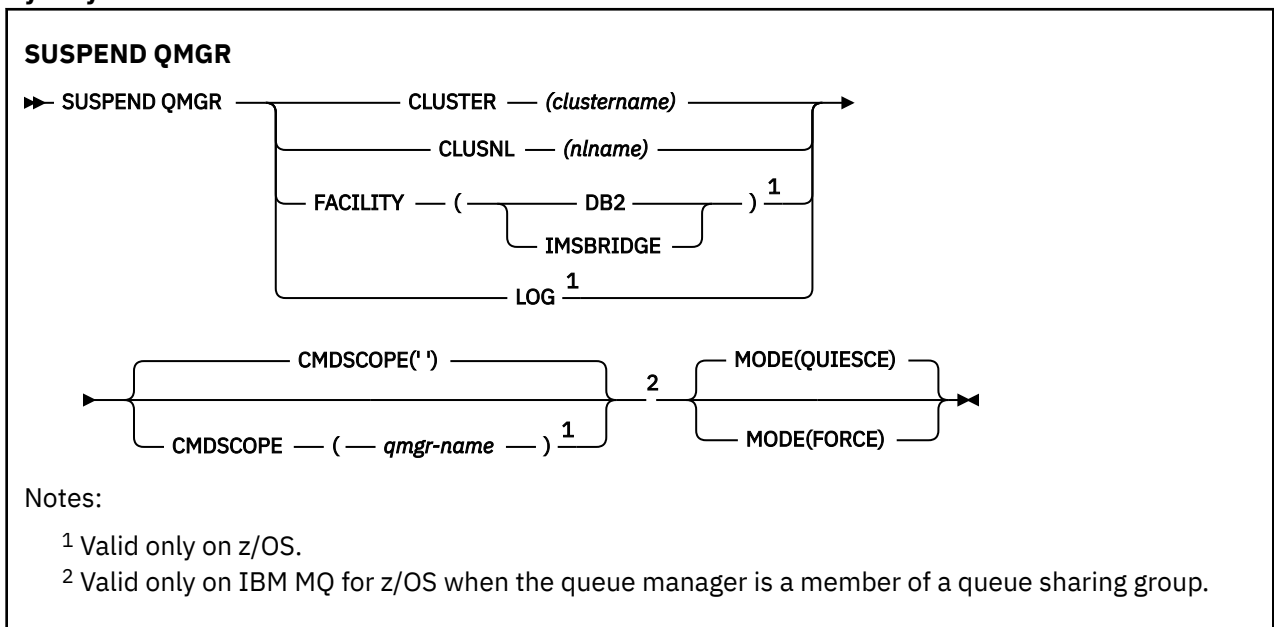 SUSPEND QMGR
SUSPEND QMGR CLUSTER (clustername)
CLUSNL (nlname)
FACILITY ( DB2 ) 1
IMSBRIDGE
LOG 1
CMDSCOPE(' ') MODE(QUIESCE)
2
CMDSCOPE ( qmgr-name ) 1 MODE(FORCE)
Notes:
1 Valid only on z/OS.
2 Valid only on IBM MQ for z/OS when the queue manager is a member of a queue sharing group.